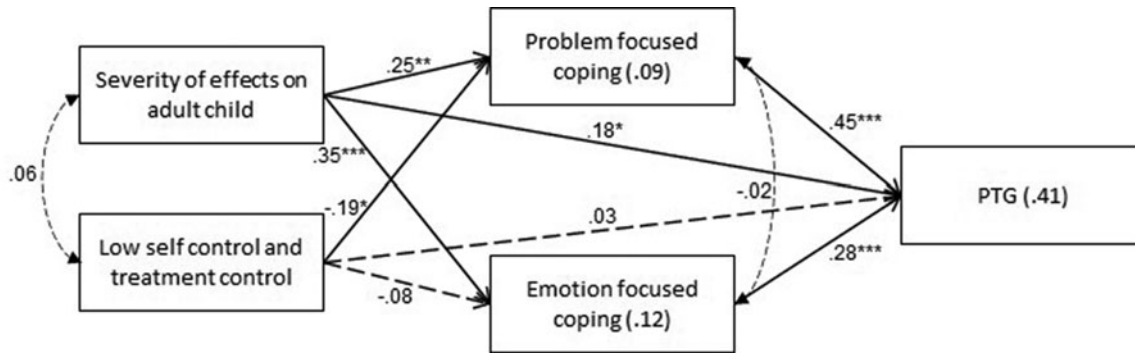 Problem focused
coping (.09)
Severity of effects on
adult child
.25**
.18*
.45***
.06
.35***
-.02
PTG (.41)
-.19*
.03
Low self control and
treatment control
-.08
.28***
Emotion focused
coping (.12)